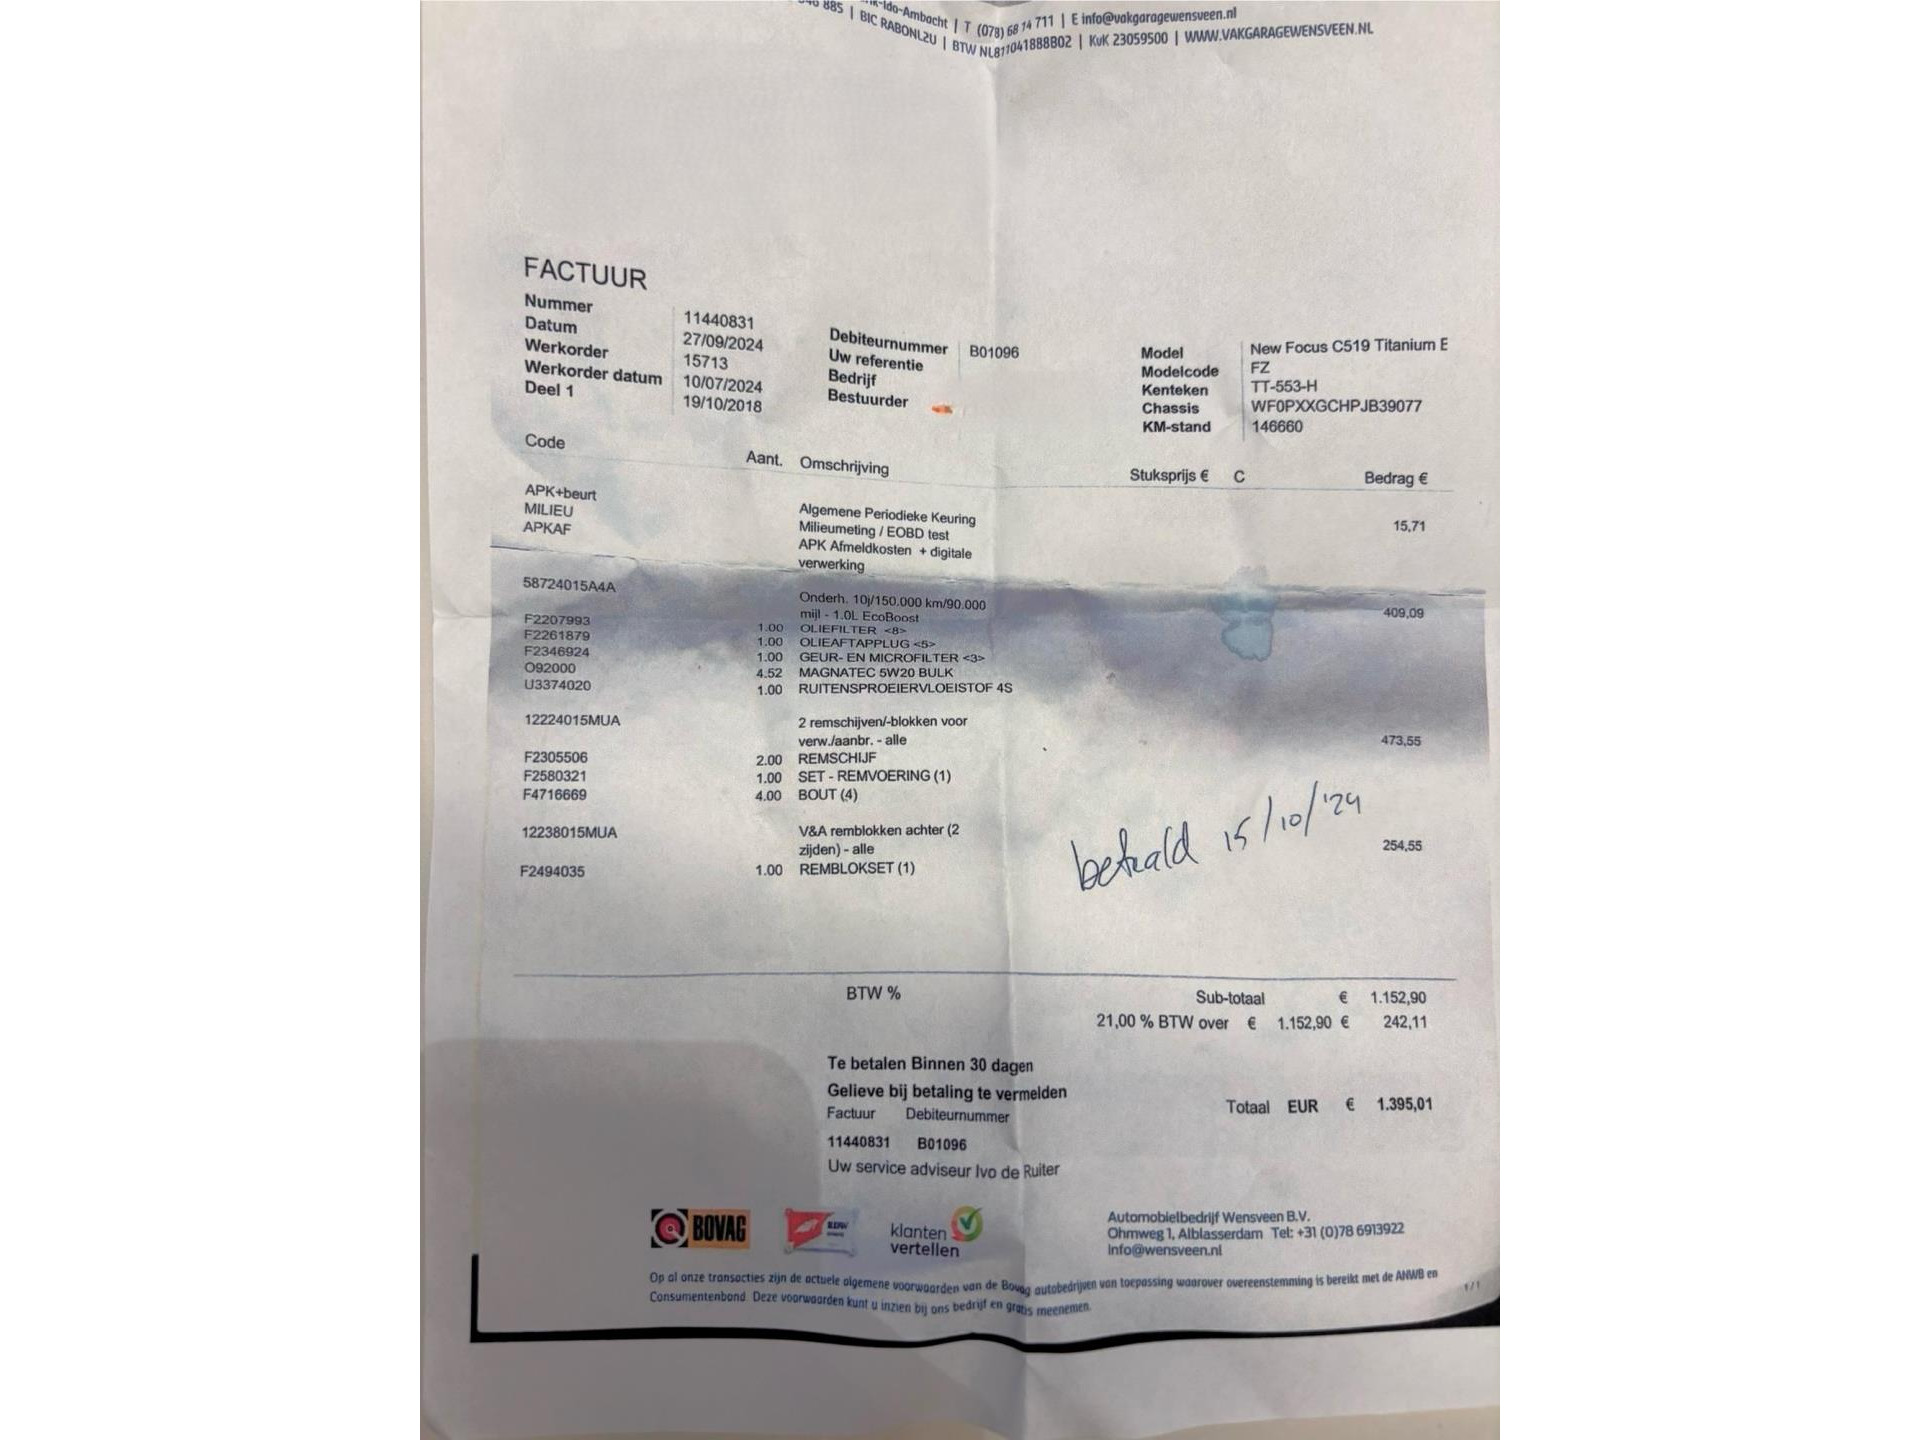 885 | BIC RABONL2U | BTW NL811041888B02 | KvK 23059500 | WWW.VAKGARAGEWENSVEEN.NL
-Ido-Ambacht | T (078) 68 14 711 | E info@vakgaragewensveen.nl
FACTUUR
Nummer 11440831
Datum 27/09/2024
Werkorder 15713
Werkorder datum 10/07/2024
Deel 1 19/10/2018
Debiteurnummer B01096
Uw referentie
Bedrijf
Bestuurder
Model New Focus C519 Titanium E
Modelcode FZ
Kenteken TT-553-H
Chassis WF0PXXGCHPJB39077
KM-stand 146660
Code Aant. Omschrijving Stuksprijs € C Bedrag €
APK+beurt Algemene Periodieke Keuring 15,71
MILIEU Milieumeting / EOBD test
APKAF APK Afmeldkosten + digitale
verwerking
58724015A4A Onderh. 10j/150.000 km/90.000 409,09
mijl - 1.0L EcoBoost
F2207993 1.00 OLIEFILTER <8>
F2261879 1.00 OLIEAFTAPPLUG <5>
F2346924 1.00 GEUR- EN MICROFILTER <3>
O92000 4.52 MAGNATEC 5W20 BULK
U3374020 1.00 RUITENSPROEIERVLOEISTOF 4S
12224015MUA 2 remschijven/-blokken voor
verw./aanbr. - alle 473,55
F2305506 2.00 REMSCHIJF
F2580321 1.00 SET - REMVOERING (1)
F4716669 4.00 BOUT (4)
betaald 15/10/'24
12238015MUA V&A remblokken achter (2
zijden) - alle 254,55
F2494035 1.00 REMBLOKSET (1)
BTW % Sub-totaal € 1.152,90
21,00 % BTW over € 1.152,90 € 242,11
Te betalen Binnen 30 dagen
Gelieve bij betaling te vermelden
Factuur Debiteurnummer
Totaal EUR € 1.395,01
11440831 B01096
Uw service adviseur Ivo de Ruiter
BOVAG
RDW
klanten
vertellen
Automobielbedrijf Wensveen B.V.
Ohmweg 1, Alblasserdam Tel: +31 (0)78 6913922
info@wensveen.nl
Op al onze transacties zijn de actuele algemene voorwaarden van de Bovag autobedrijven van toepassing waarover overeenstemming is bereikt met de ANWB en
Consumentenbond. Deze voorwaarden kunt u inzien bij ons bedrijf en gratis meenemen.
1/1